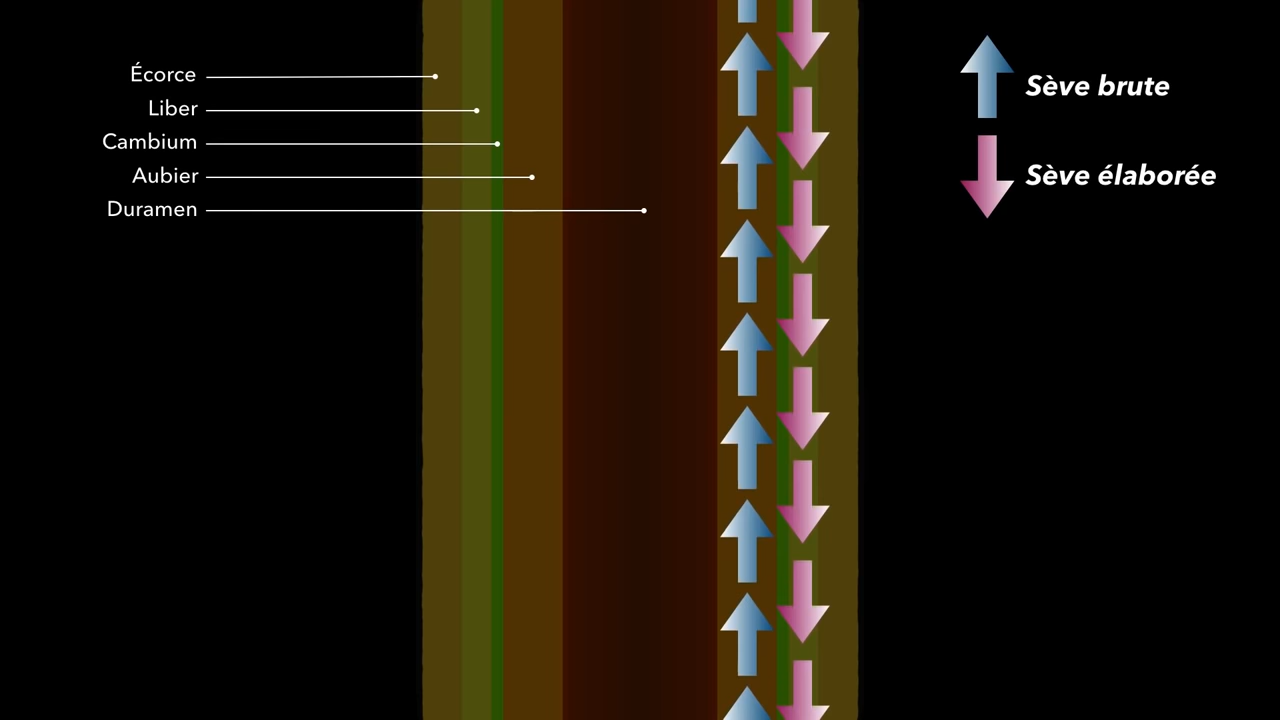 Écorce
Liber
Cambium
Aubier
Duramen
Sève brute
Sève élaborée